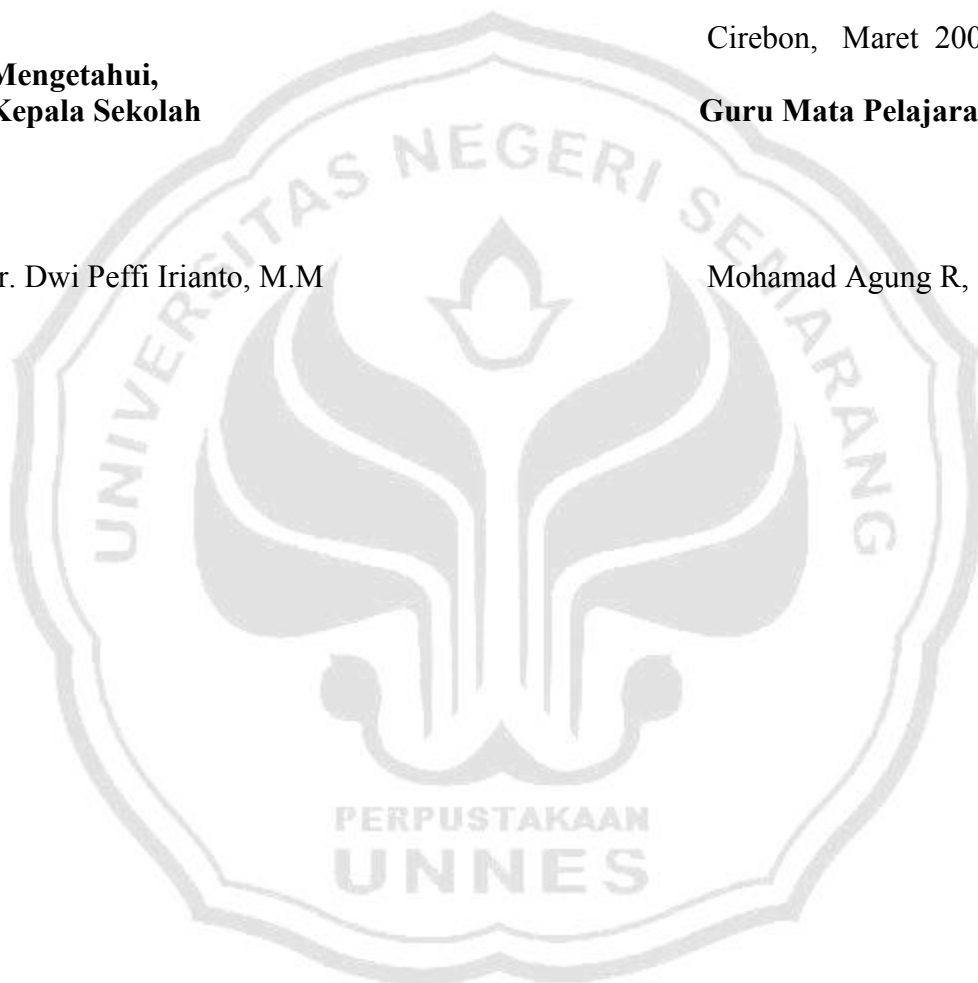 Cirebon, Maret 200
Mengetahui,
Kepala Sekolah
Guru Mata Pelajara
r. Dwi Peffi Irianto, M.M
Mohamad Agung R,
UNIVERSITAS NEGERI SEMARANG
PERPUSTAKAAN
UNNES